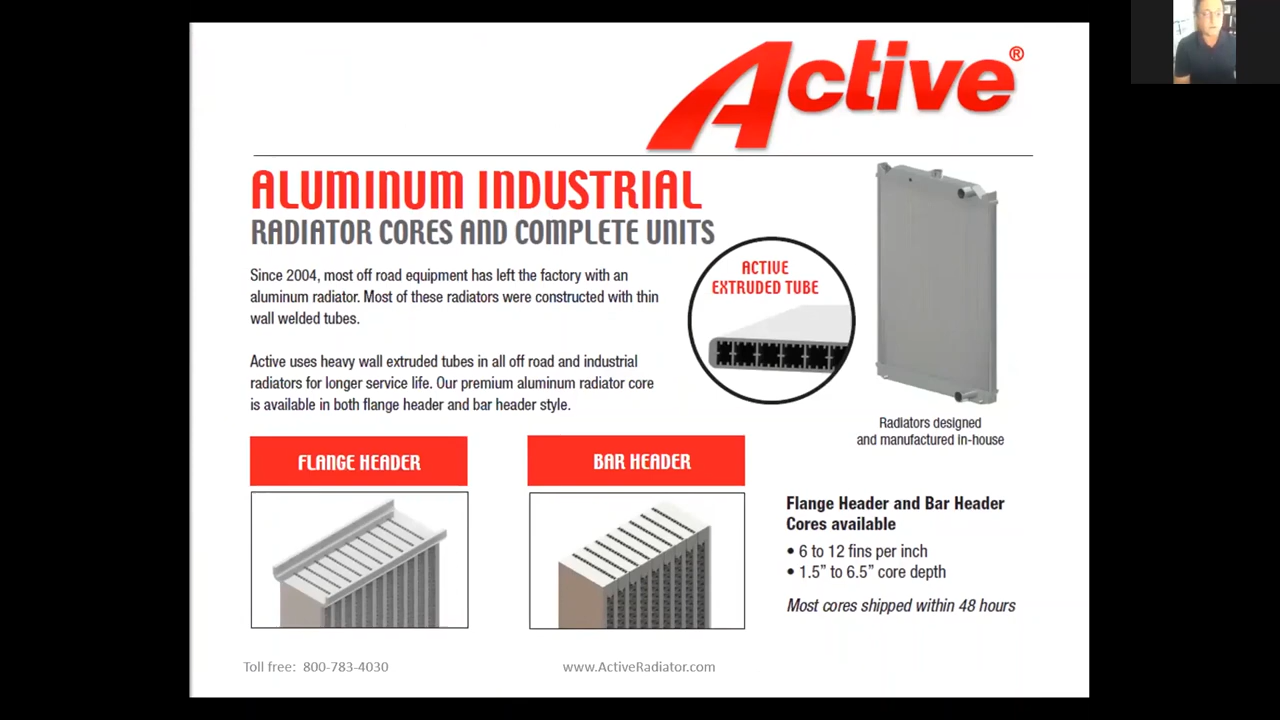 Active®
ALUMINUM INDUSTRIAL
RADIATOR CORES AND COMPLETE UNITS
Since 2004, most off road equipment has left the factory with an
aluminum radiator. Most of these radiators were constructed with thin
wall welded tubes.
Active uses heavy wall extruded tubes in all off road and industrial
radiators for longer service life. Our premium aluminum radiator core
is available in both flange header and bar header style.
ACTIVE
EXTRUDED TUBE
Radiators designed
and manufactured in-house
FLANGE HEADER
BAR HEADER
Flange Header and Bar Header
Cores available
• 6 to 12 fins per inch
• 1.5” to 6.5” core depth
Most cores shipped within 48 hours
Toll free: 800-783-4030
www.ActiveRadiator.com